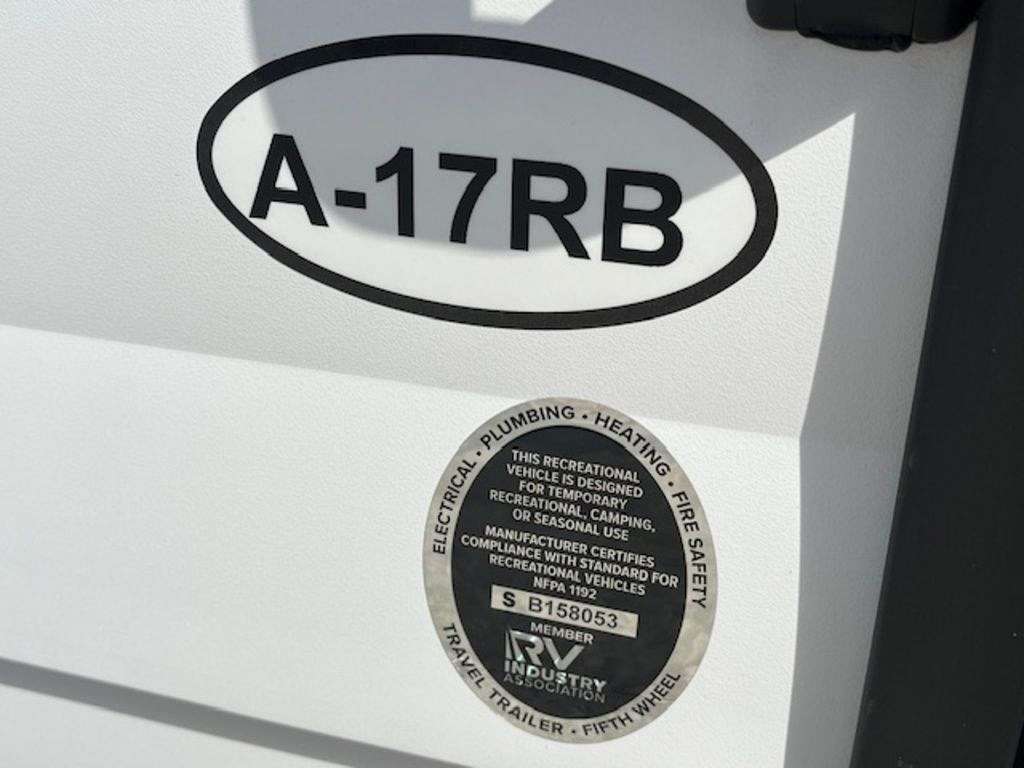 A-17RB
ELECTRICAL · PLUMBING · HEATING · FIRE SAFETY
THIS RECREATIONAL
VEHICLE IS DESIGNED
FOR TEMPORARY
RECREATIONAL, CAMPING,
OR SEASONAL USE
MANUFACTURER CERTIFIES
COMPLIANCE WITH STANDARD FOR
RECREATIONAL VEHICLES
NFPA 1192
S B158053
MEMBER
RV
INDUSTRY
ASSOCIATION
TRAVEL TRAILER · FIFTH WHEEL